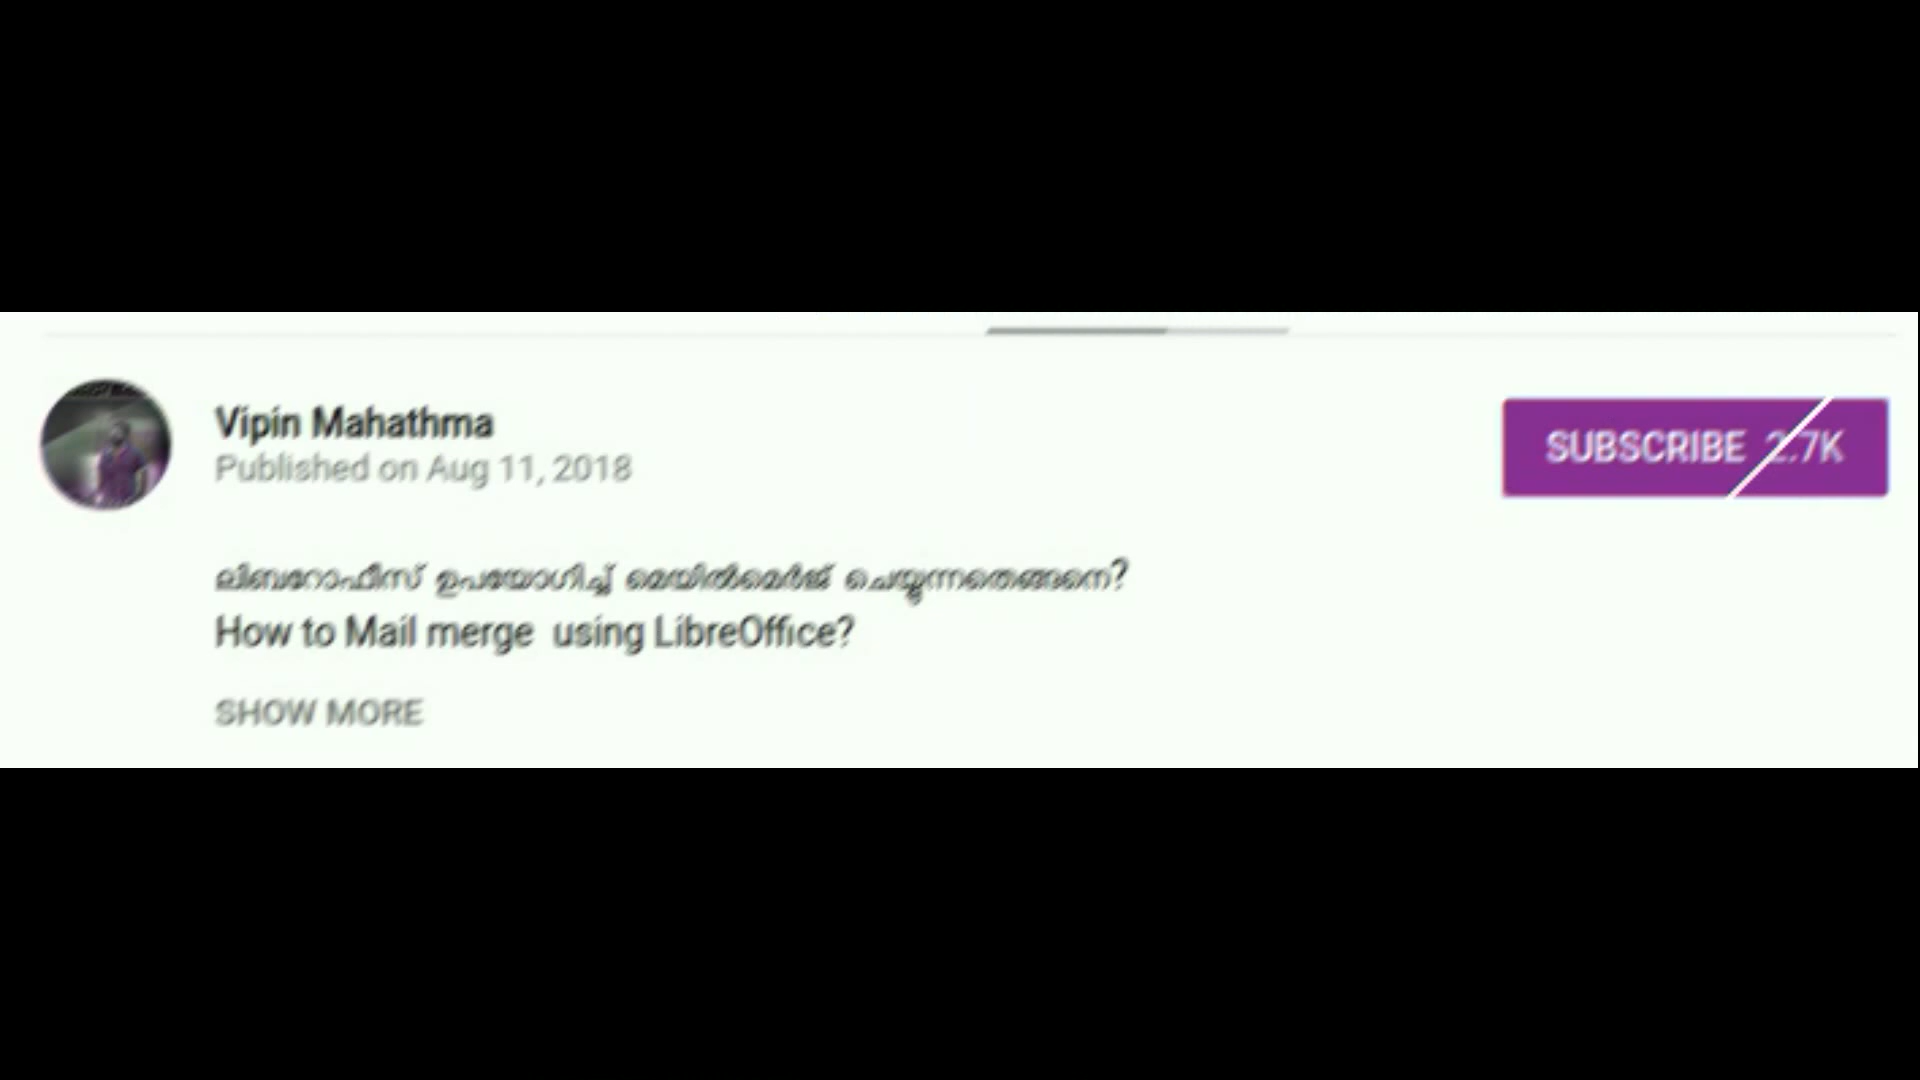 Vipin Mahathma
Published on Aug 11, 2018
SUBSCRIBE 2.7K
ലിബറോഫീസ് ഉപയോഗിച്ച് മെയിൽമെർജ് ചെയ്യുന്നതെങ്ങനെ?
How to Mail merge using LibreOffice?
SHOW MORE